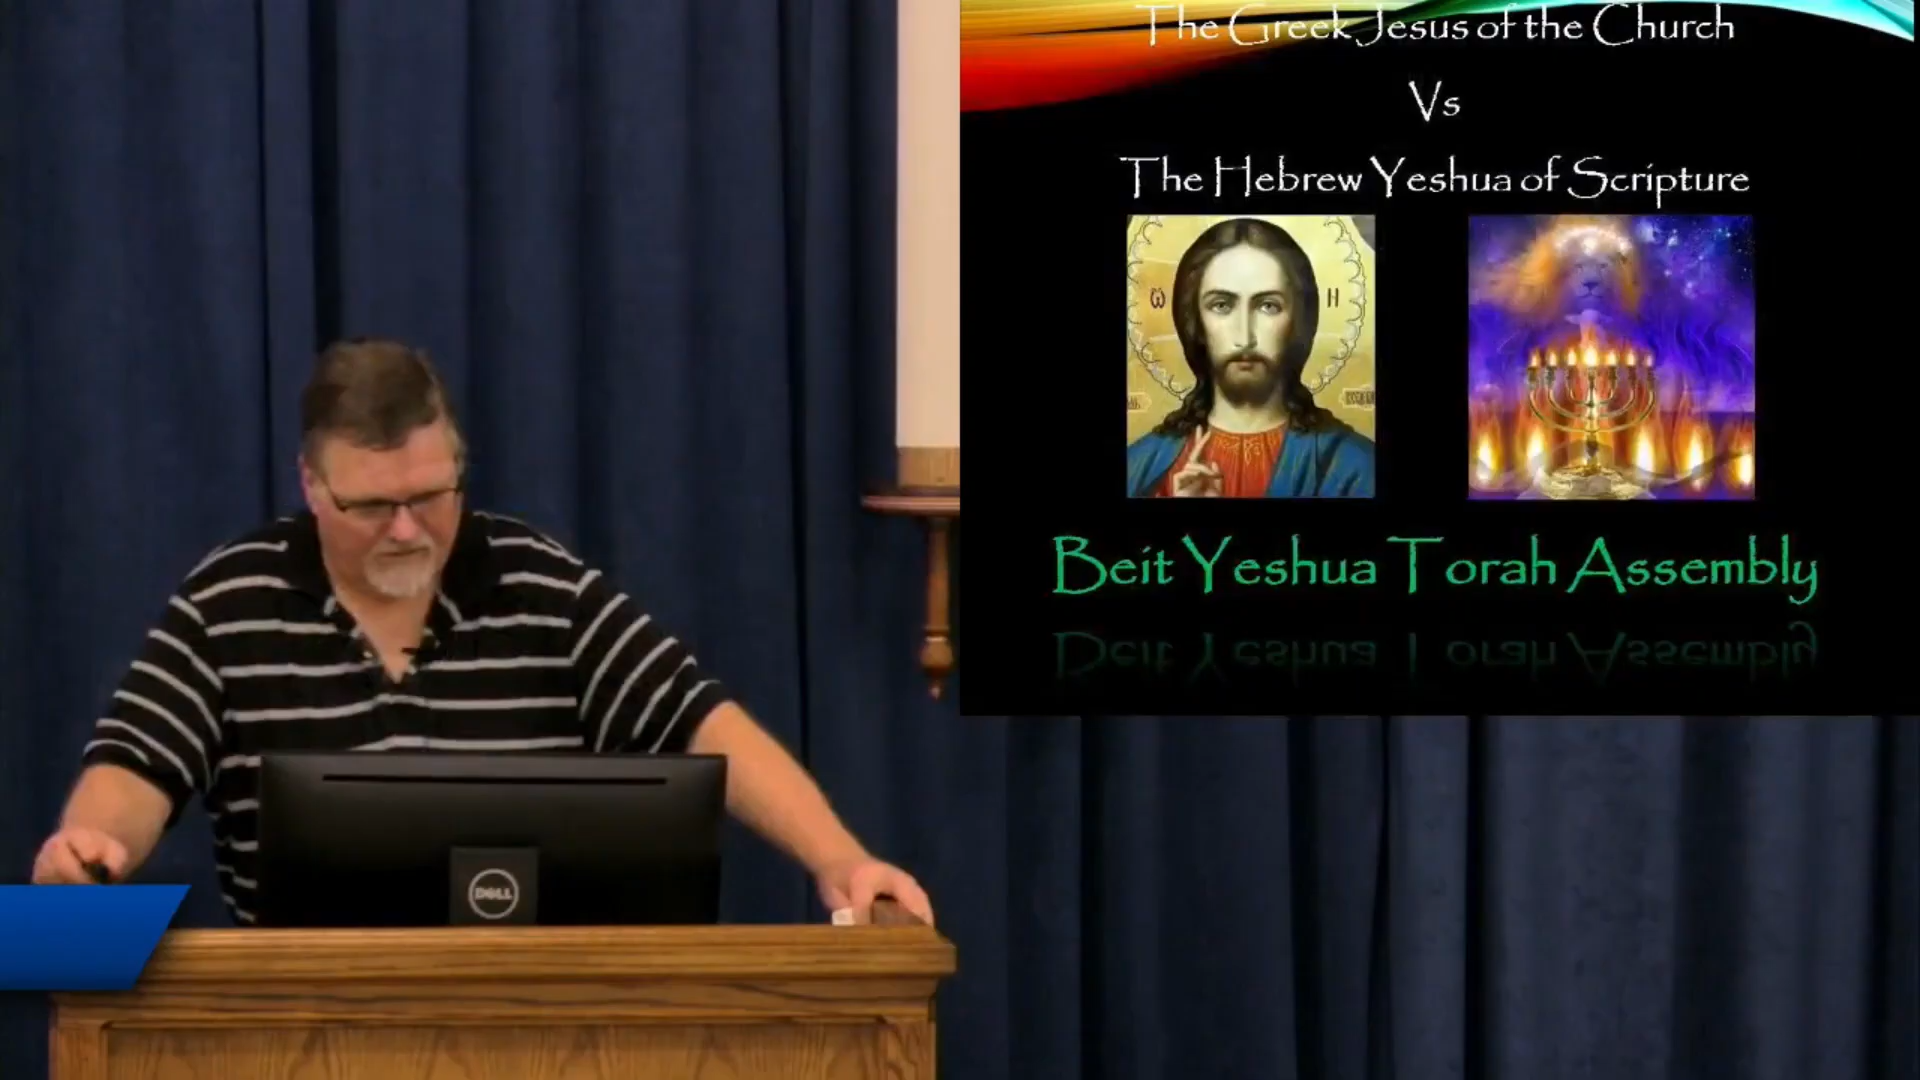 The Greek Jesus of the Church
Vs
The Hebrew Yeshua of Scripture
Ѿ
Н
Beit Yeshua Torah Assembly
DELL